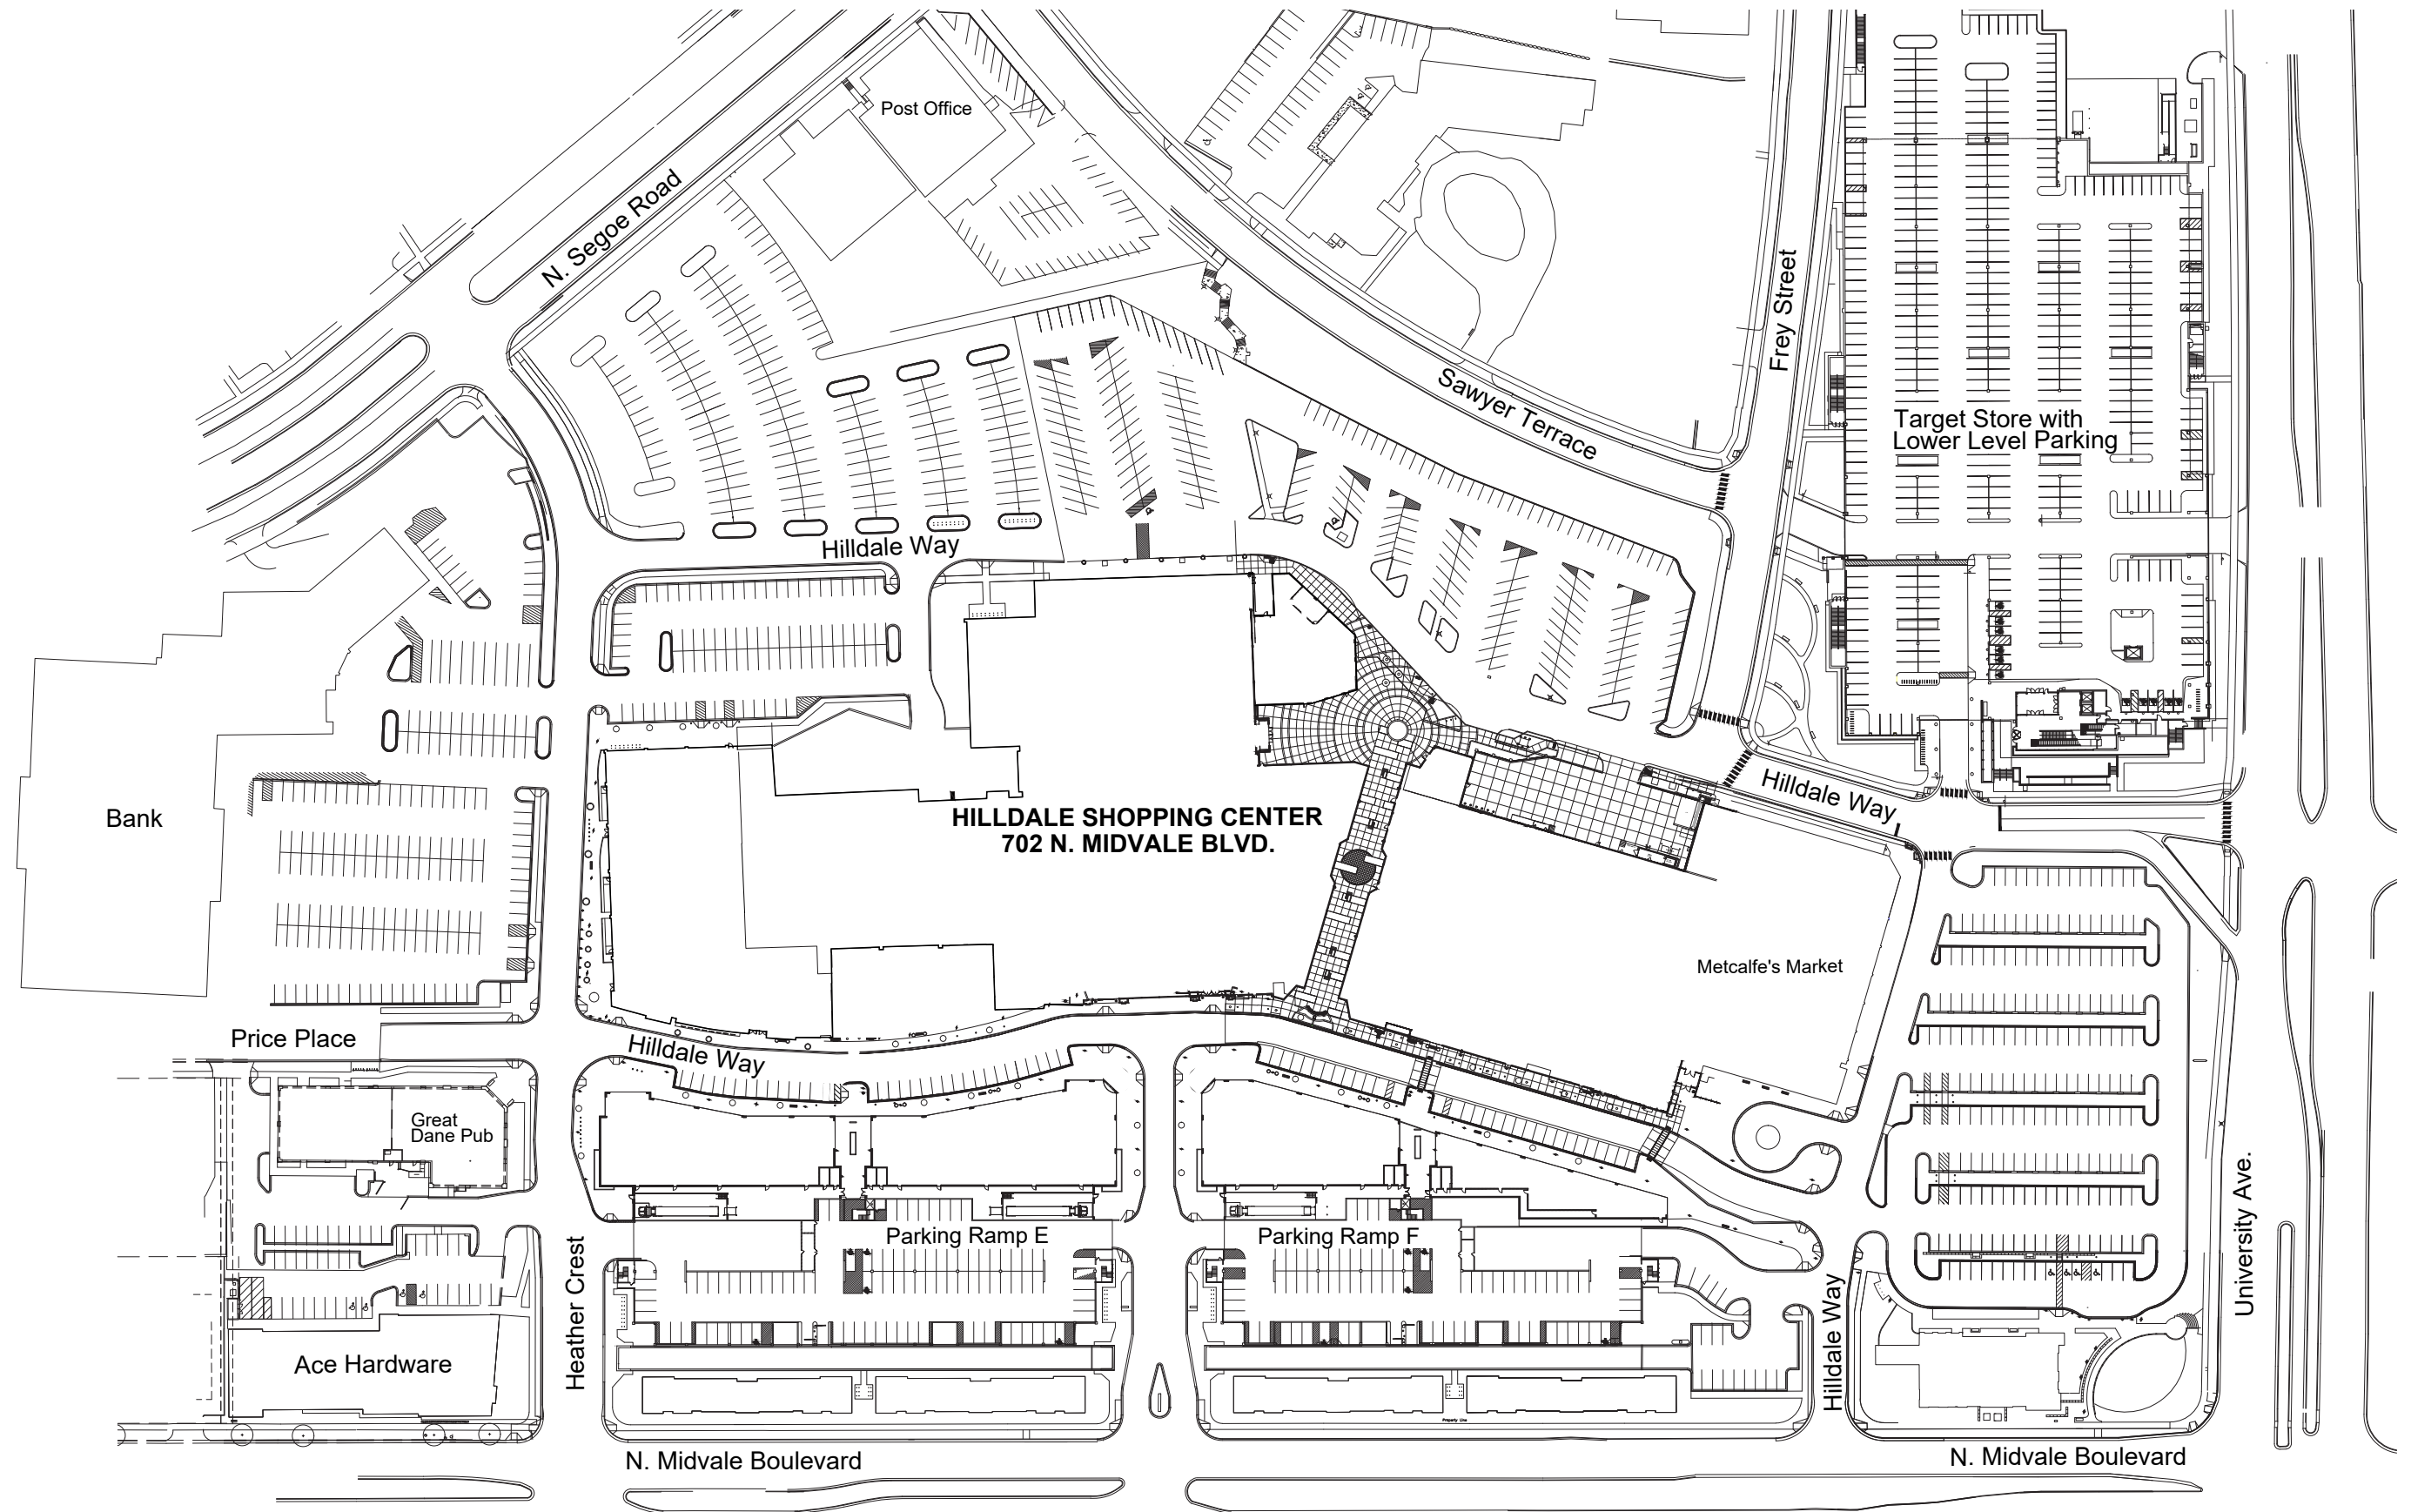 Post Office
N. Segoe Road
Frey Street
Sawyer Terrace
Target Store with
Lower Level Parking
Hilldale Way
Hilldale Way
Bank
HILLDALE SHOPPING CENTER
702 N. MIDVALE BLVD.
Metcalfe's Market
Price Place
Hilldale Way
Great
Dane Pub
Parking Ramp E
Parking Ramp F
University Ave.
Heather Crest
Hilldale Way
Ace Hardware
Property Line
N. Midvale Boulevard
N. Midvale Boulevard